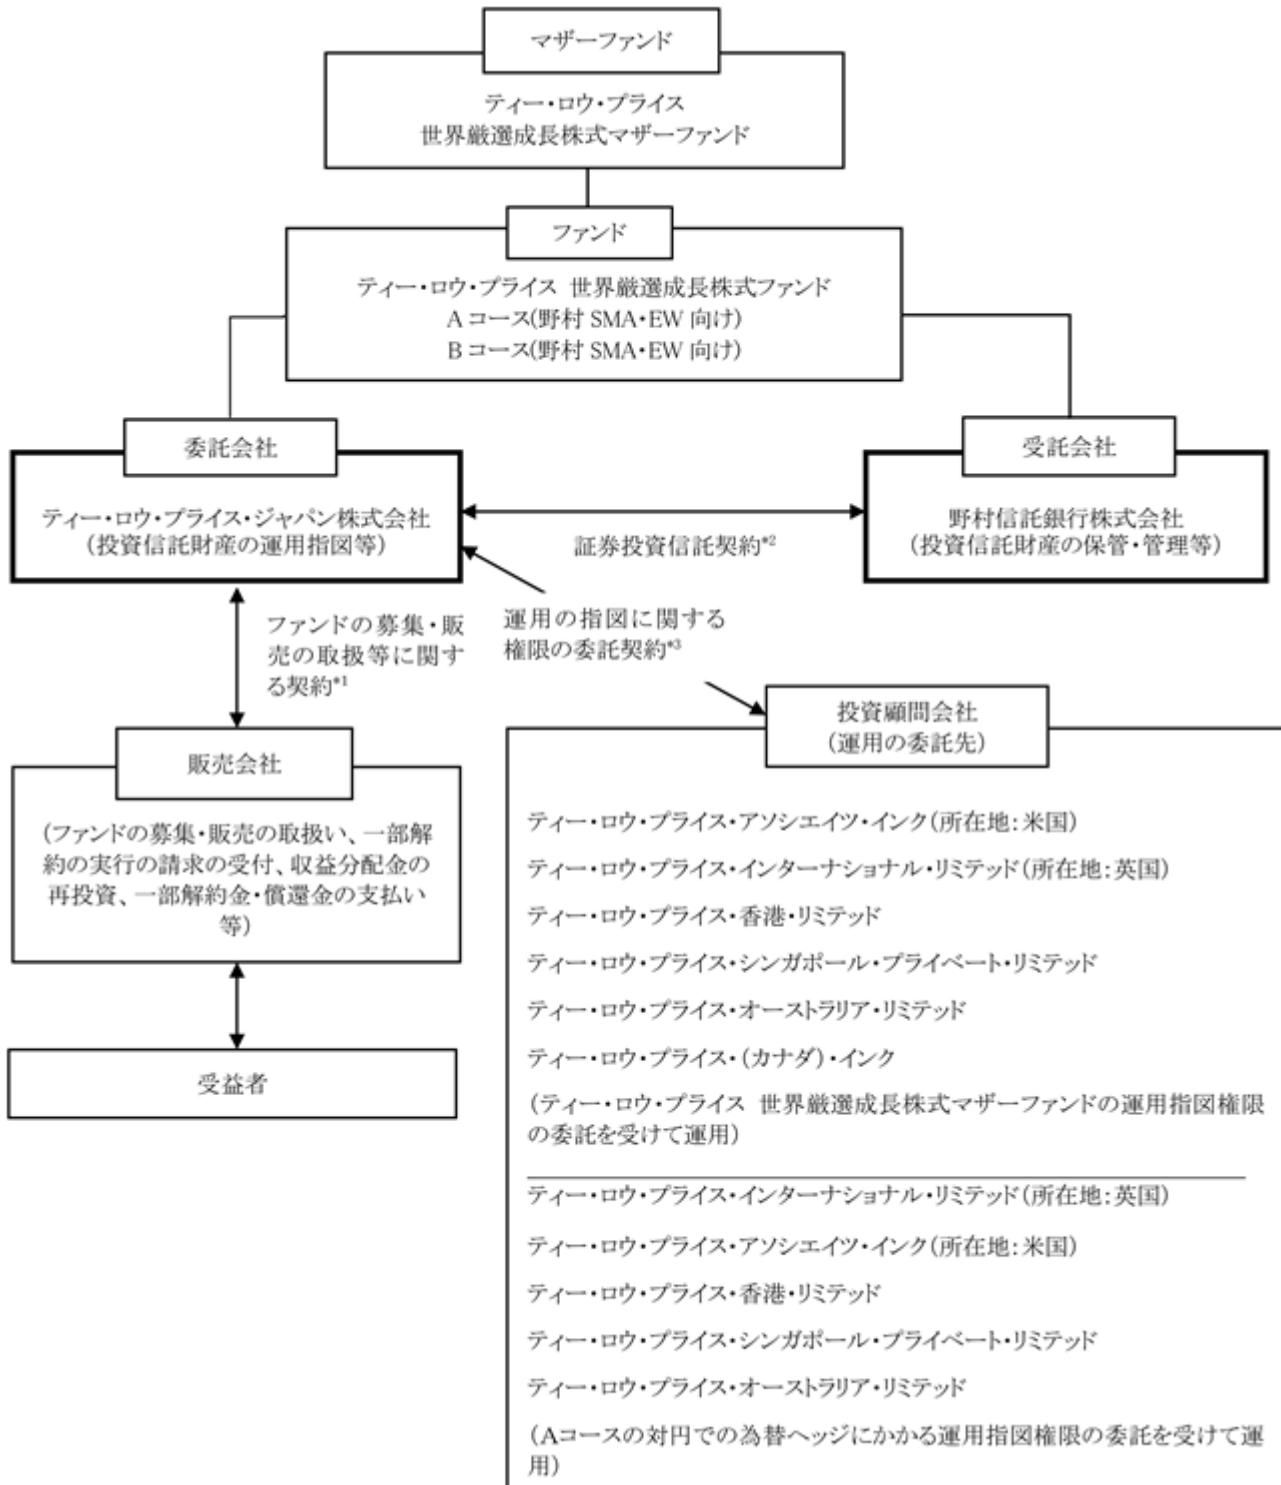 マザーファンド
ティー・ロウ・プライス
世界厳選成長株式マザーファンド
ファンド
ティー・ロウ・プライス 世界厳選成長株式ファンド
A コース(野村 SMA・EW 向け)
B コース(野村 SMA・EW 向け)
委託会社
ティー・ロウ・プライス・ジャパン株式会社
(投資信託財産の運用指図等)
証券投資信託契約*2
受託会社
野村信託銀行株式会社
(投資信託財産の保管・管理等)
ファンドの募集・販
売の取扱等に関す
る契約*1
運用の指図に関する
権限の委託契約*3
販売会社
(ファンドの募集・販売の取扱い、一部解
約の実行の請求の受付、収益分配金の
再投資、一部解約金・償還金の支払い
等)
受益者
投資顧問会社
(運用の委託先)
ティー・ロウ・プライス・アソシエイツ・インク(所在地:米国)
ティー・ロウ・プライス・インターナショナル・リミテッド(所在地:英国)
ティー・ロウ・プライス・香港・リミテッド
ティー・ロウ・プライス・シンガポール・プライベート・リミテッド
ティー・ロウ・プライス・オーストラリア・リミテッド
ティー・ロウ・プライス・(カナダ)・インク
(ティー・ロウ・プライス 世界厳選成長株式マザーファンドの運用指図権限
の委託を受けて運用)
ティー・ロウ・プライス・インターナショナル・リミテッド(所在地:英国)
ティー・ロウ・プライス・アソシエイツ・インク(所在地:米国)
ティー・ロウ・プライス・香港・リミテッド
ティー・ロウ・プライス・シンガポール・プライベート・リミテッド
ティー・ロウ・プライス・オーストラリア・リミテッド
(Aコースの対円での為替ヘッジにかかる運用指図権限の委託を受けて運
用)